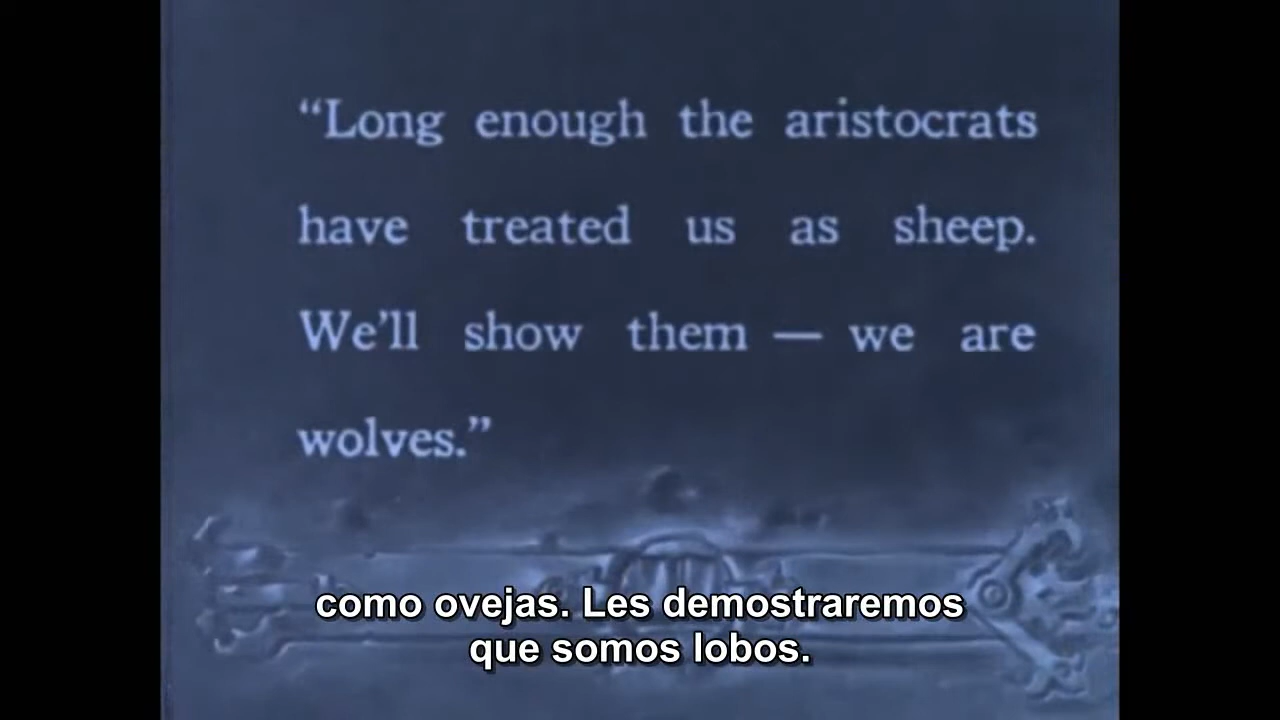 “Long enough the aristocrats
have treated us as sheep.
We’ll show them — we are
wolves.”
como ovejas. Les demostraremos
que somos lobos.